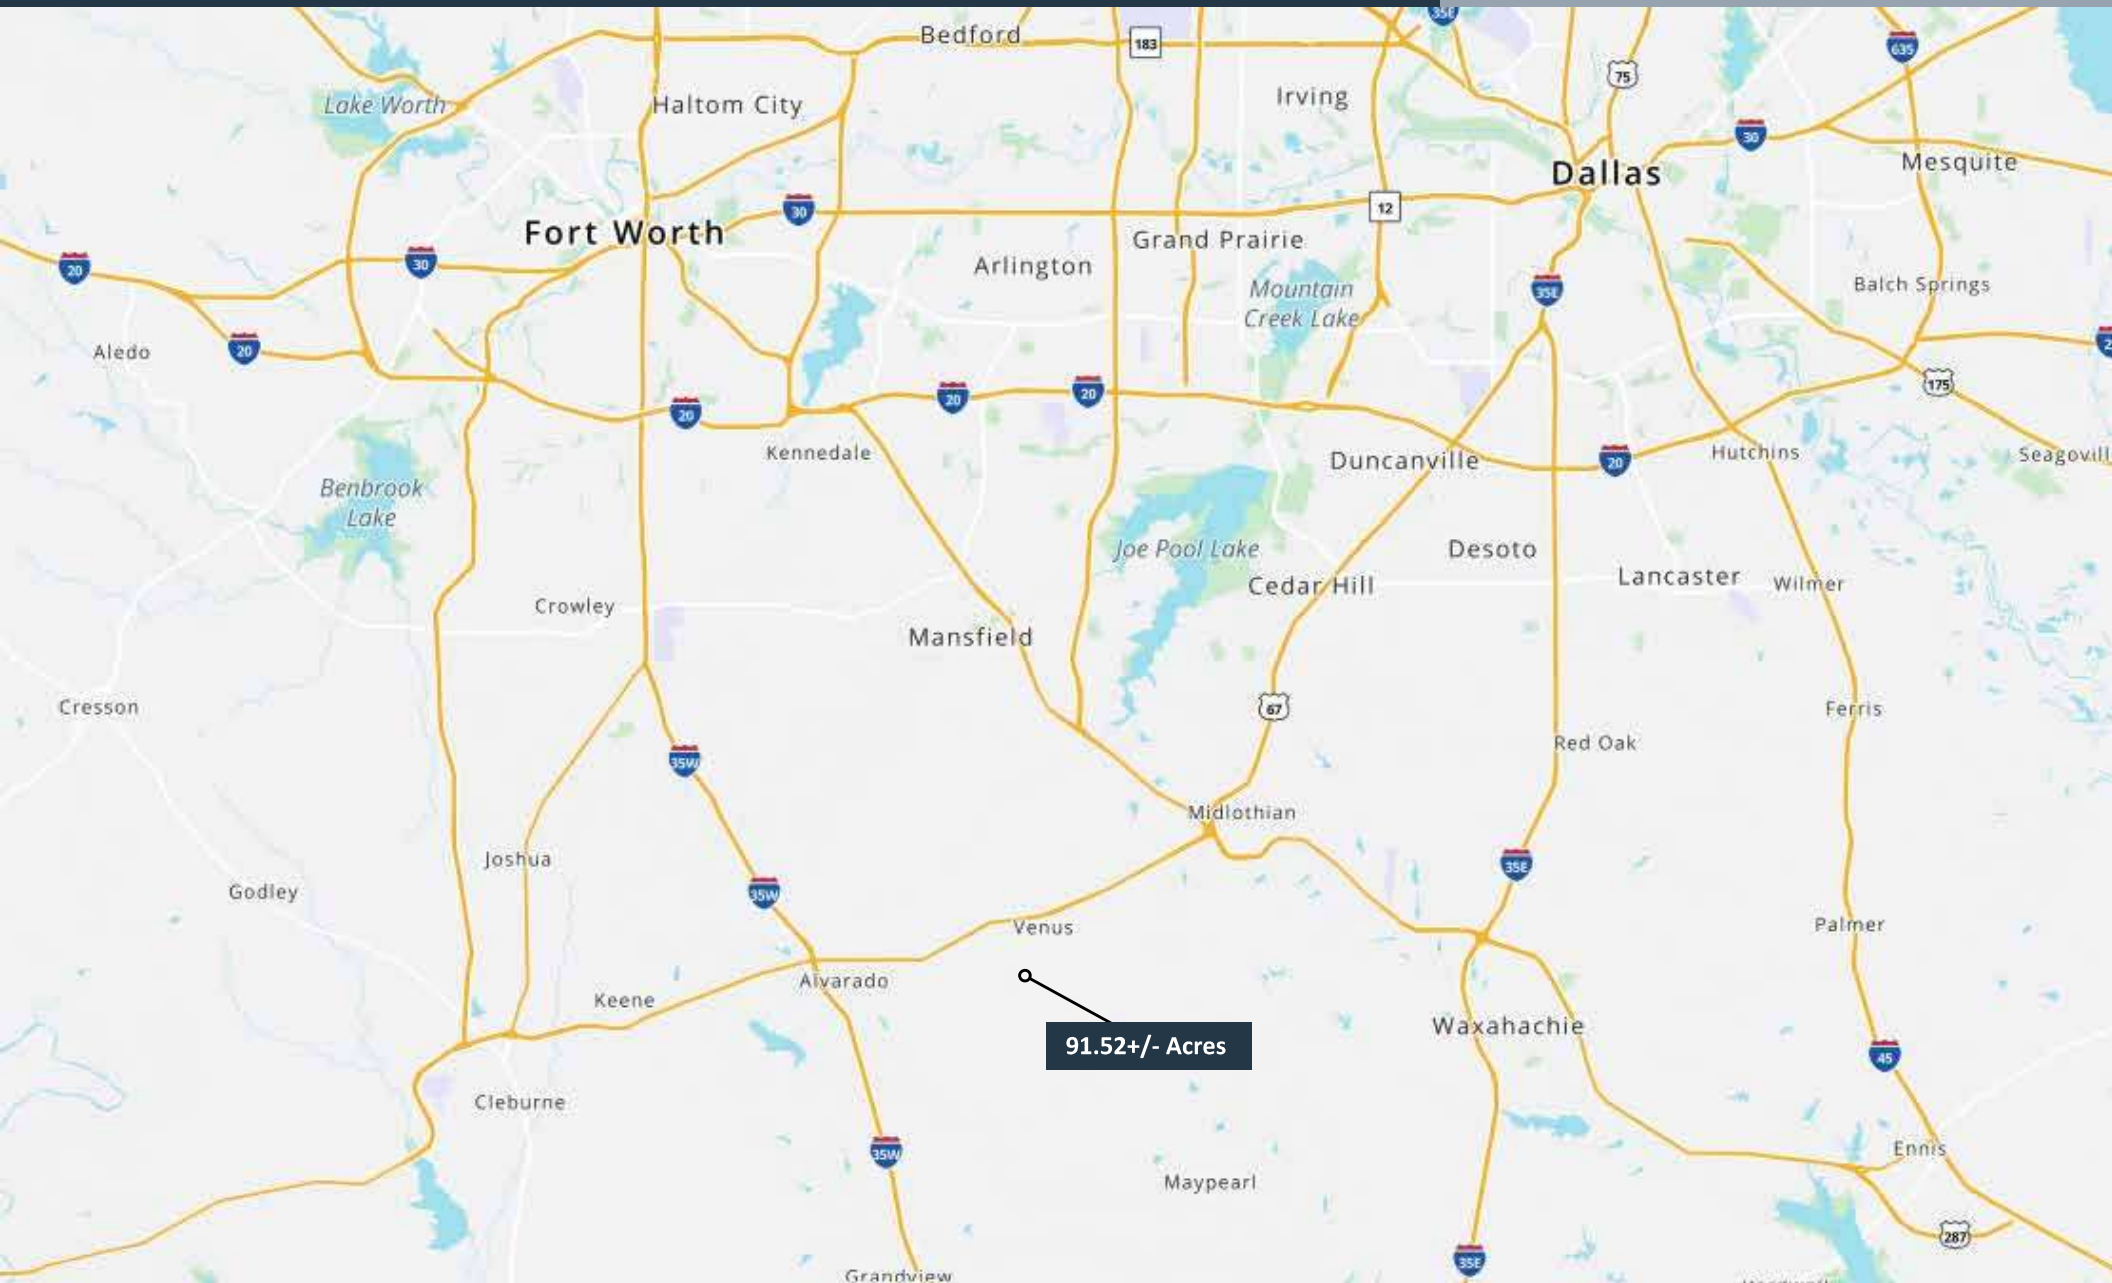 35E
Bedford
183
635
75
Irving
Lake Worth
Haltom City
30
Mesquite
Dallas
12
30
Fort Worth
Grand Prairie
20
30
Arlington
Balch Springs
Mountain
Creek Lake
35E
Aledo
20
175
20
20
20
Kennedale
Duncanville
20
Hutchins
Benbrook
Lake
Joe Pool Lake
Desoto
Cedar Hill
Lancaster
Wilmer
Crowley
Mansfield
Cresson
67
Ferris
Red Oak
35W
Midlothian
Joshua
35E
Godley
35W
Venus
Palmer
Alvarado
Keene
Waxahachie
91.52+/- Acres
45
Cleburne
35W
Ennis
Maypearl
287
35E
Grandview